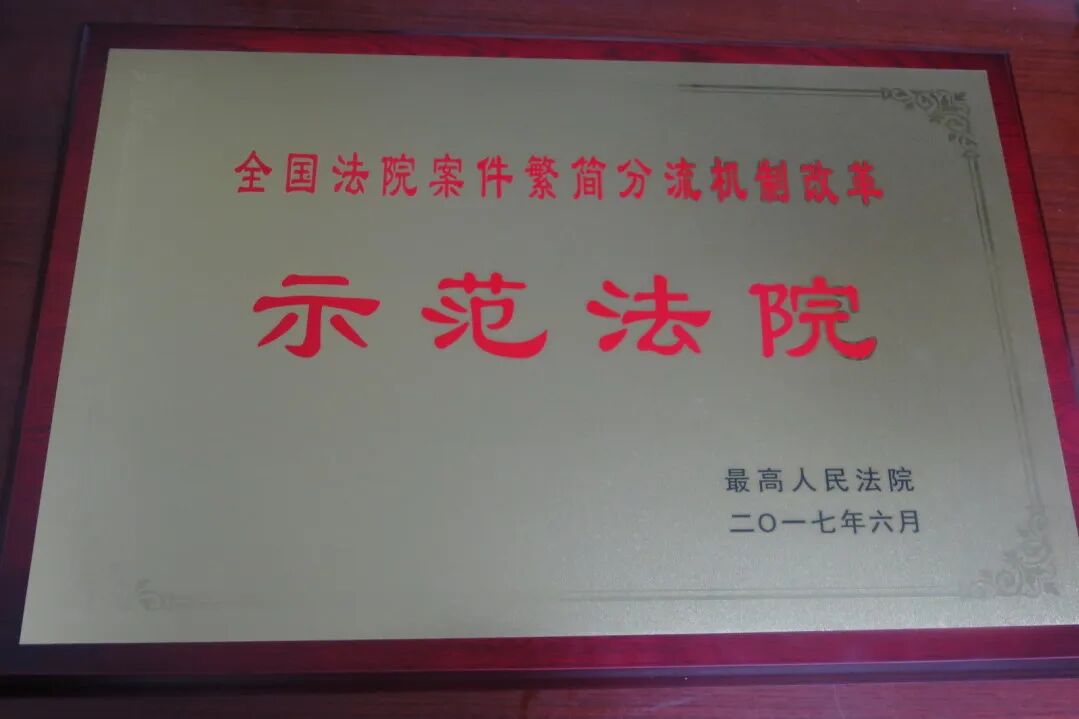 全国法院案件繁简分流机制改革
示范法院
最高人民法院
二〇一七年六月